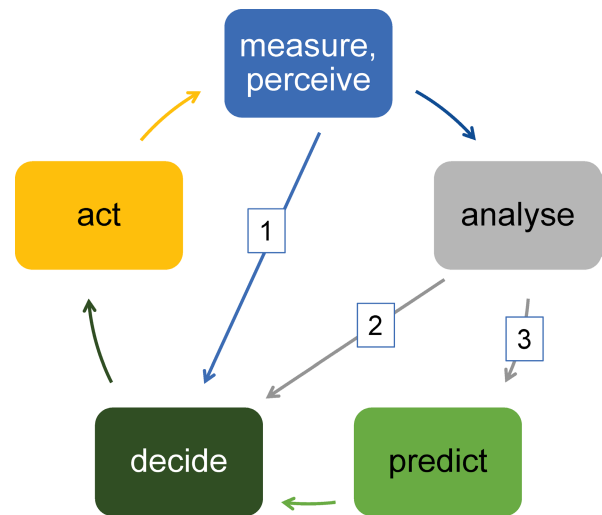 measure,
perceive
act
analyse
1
2
3
decide
predict